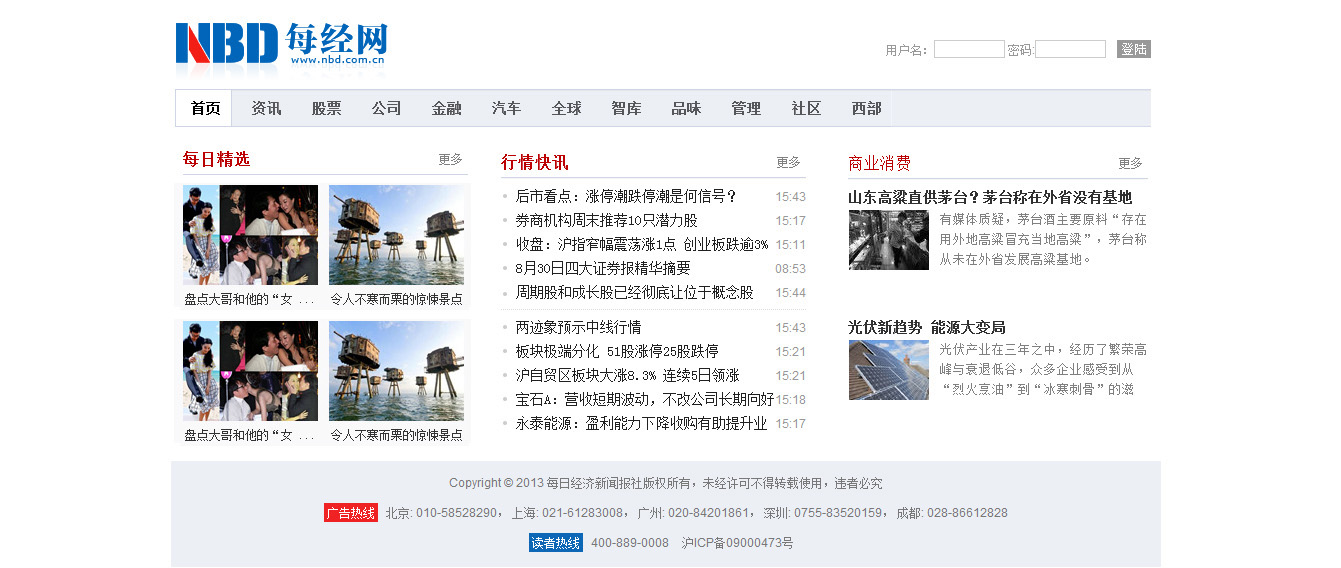 NBD 每经网
www.nbd.com.cn
用户名: 密码: 登陆
首页 资讯 股票 公司 金融 汽车 全球 智库 品味 管理 社区 西部
每日精选 更多
盘点大哥和他的“女 ...
令人不寒而栗的惊悚景点
盘点大哥和他的“女 ...
令人不寒而栗的惊悚景点
行情快讯 更多
后市看点：涨停潮跌停潮是何信号？ 15:43
券商机构周末推荐10只潜力股 15:17
收盘：沪指窄幅震荡涨1点 创业板跌逾3% 15:11
8月30日四大证券报精华摘要 08:53
周期股和成长股已经彻底让位于概念股 15:44
两迹象预示中线行情 15:43
板块极端分化 51股涨停25股跌停 15:21
沪自贸区板块大涨8.3% 连续5日领涨 15:21
宝石A：营收短期波动，不改公司长期向好 15:18
永泰能源：盈利能力下降收购有助提升业 15:17
商业消费 更多
山东高粱直供茅台？茅台称在外省没有基地
有媒体质疑，茅台酒主要原料“存在
用外地高粱冒充当地高粱”，茅台称
从未在外省发展高粱基地。
光伏新趋势 能源大变局
光伏产业在三年之中，经历了繁荣高
峰与衰退低谷，众多企业感受到从
“烈火烹油”到“冰寒刺骨”的滋
Copyright © 2013 每日经济新闻报社版权所有，未经许可不得转载使用，违者必究
广告热线 北京: 010-58528290， 上海: 021-61283008， 广州: 020-84201861， 深圳: 0755-83520159， 成都: 028-86612828
读者热线 400-889-0008 沪ICP备09000473号